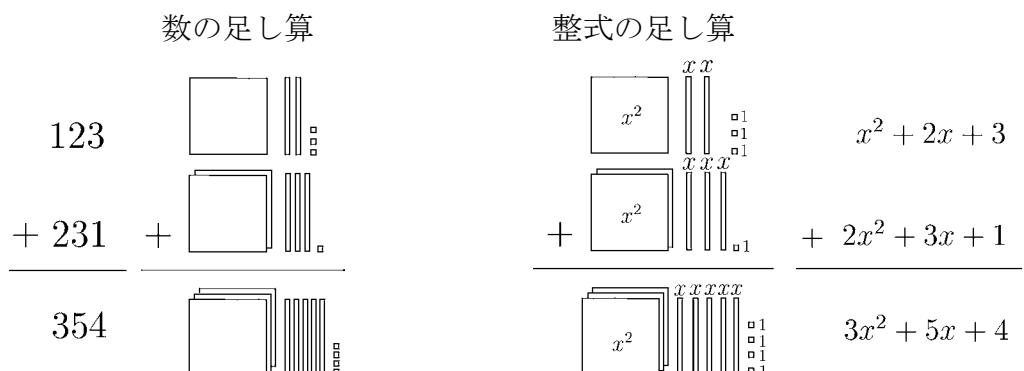 数の足し算
整式の足し算
123
+ 231
354
+
x x
x²
1
1
1
x x x
+
x²
1
x x x x x
x²
1
1
1
1
x² + 2x + 3
+ 2x² + 3x + 1
3x² + 5x + 4